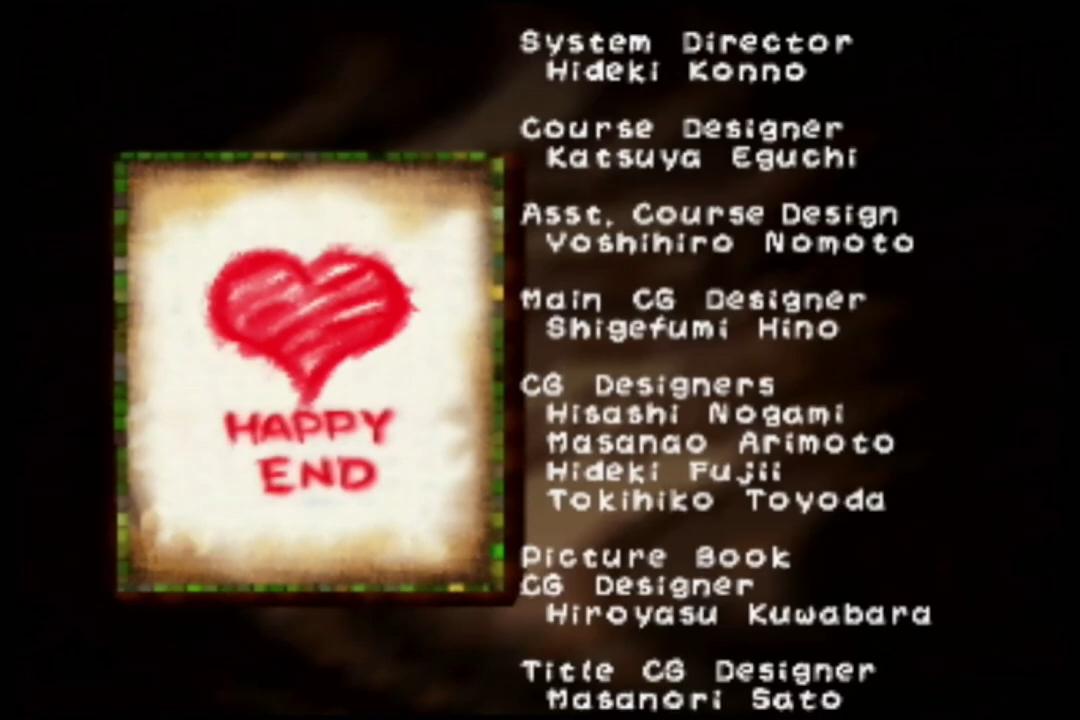 HAPPY
END
System Director
Hideki Konno
Course Designer
Katsuya Eguchi
Asst. Course Design
Yoshihiro Nomoto
Main CG Designer
Shigefumi Hino
CG Designers
Hisashi Nogami
Masanao Arimoto
Hideki Fujii
Tokihiko Toyoda
Picture Book
CG Designer
Hiroyasu Kuwabara
Title CG Designer
Masanori Sato